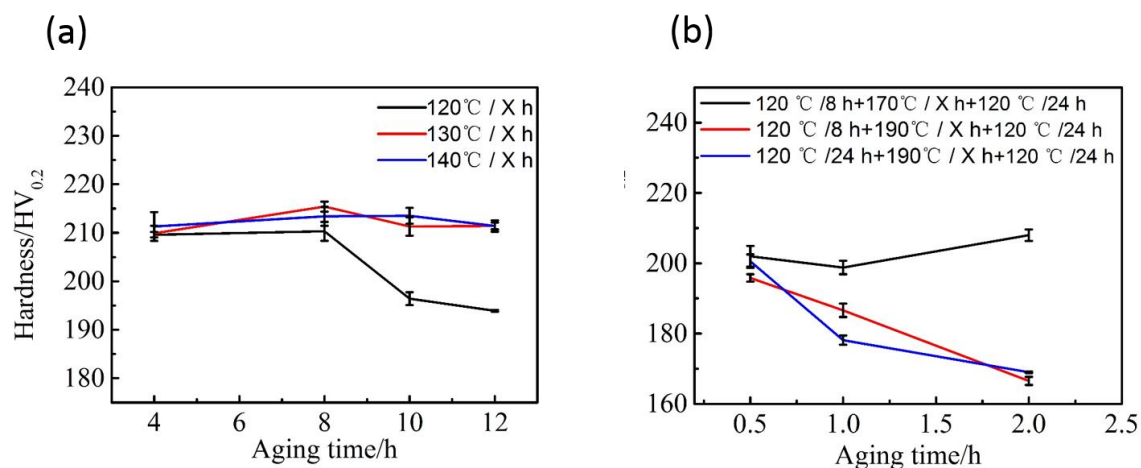 (a)
(b)
240
230
220
210
200
190
180
Hardness/HV0.2
120℃ / X h
130℃ / X h
140℃ / X h
4
6
8
10
12
Aging time/h
240
220
200
180
160
120 ℃ /8 h+170℃ / X h+120 ℃ /24 h
120 ℃ /8 h+190℃ / X h+120 ℃ /24 h
120 ℃ /24 h+190℃ / X h+120 ℃ /24 h
0.5
1.0
1.5
2.0
2.5
Aging time/h